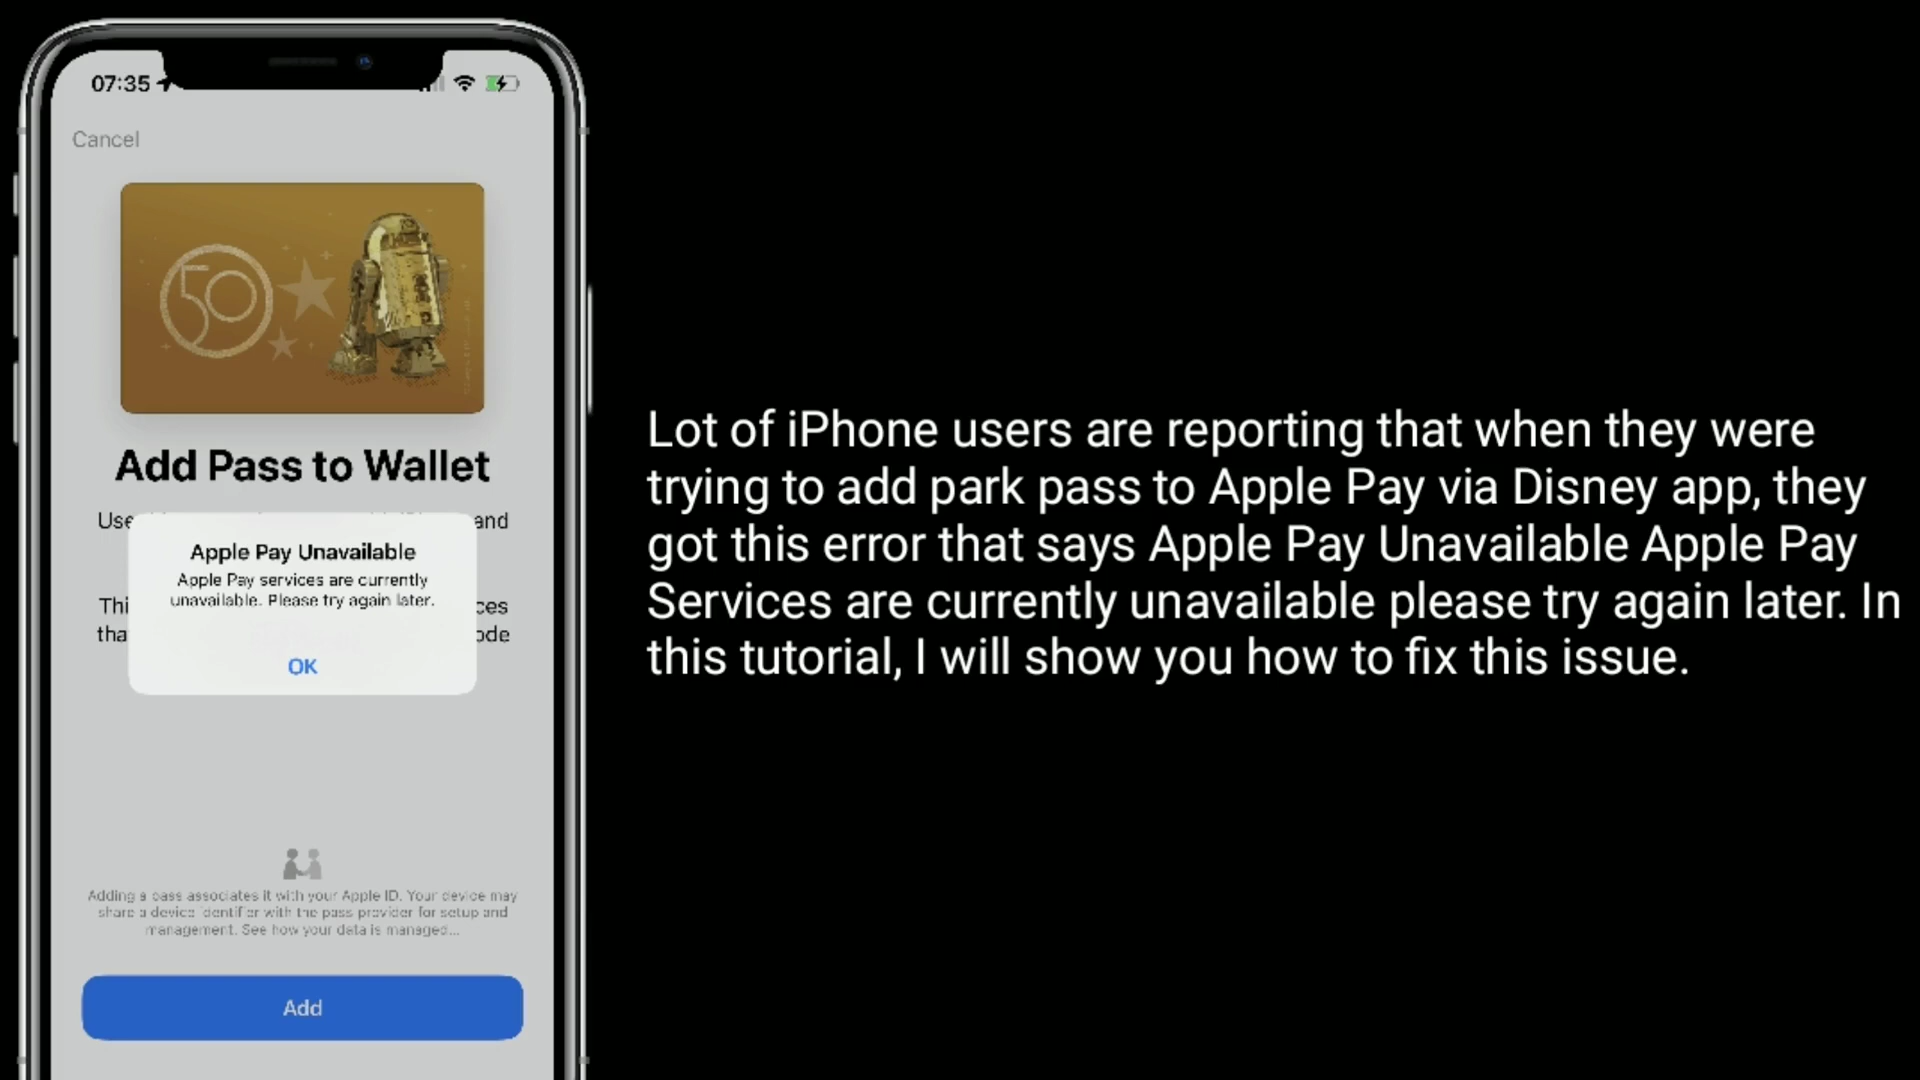 07:35
Cancel
50
Add Pass to Wallet
Use and
Apple Pay Unavailable
Apple Pay services are currently
unavailable. Please try again later.
Thi ces
tha ode
OK
Adding a pass associates it with your Apple ID. Your device may
share a device identifier with the pass provider for setup and
management. See how your data is managed...
Add
Lot of iPhone users are reporting that when they were
trying to add park pass to Apple Pay via Disney app, they
got this error that says Apple Pay Unavailable Apple Pay
Services are currently unavailable please try again later. In
this tutorial, I will show you how to fix this issue.